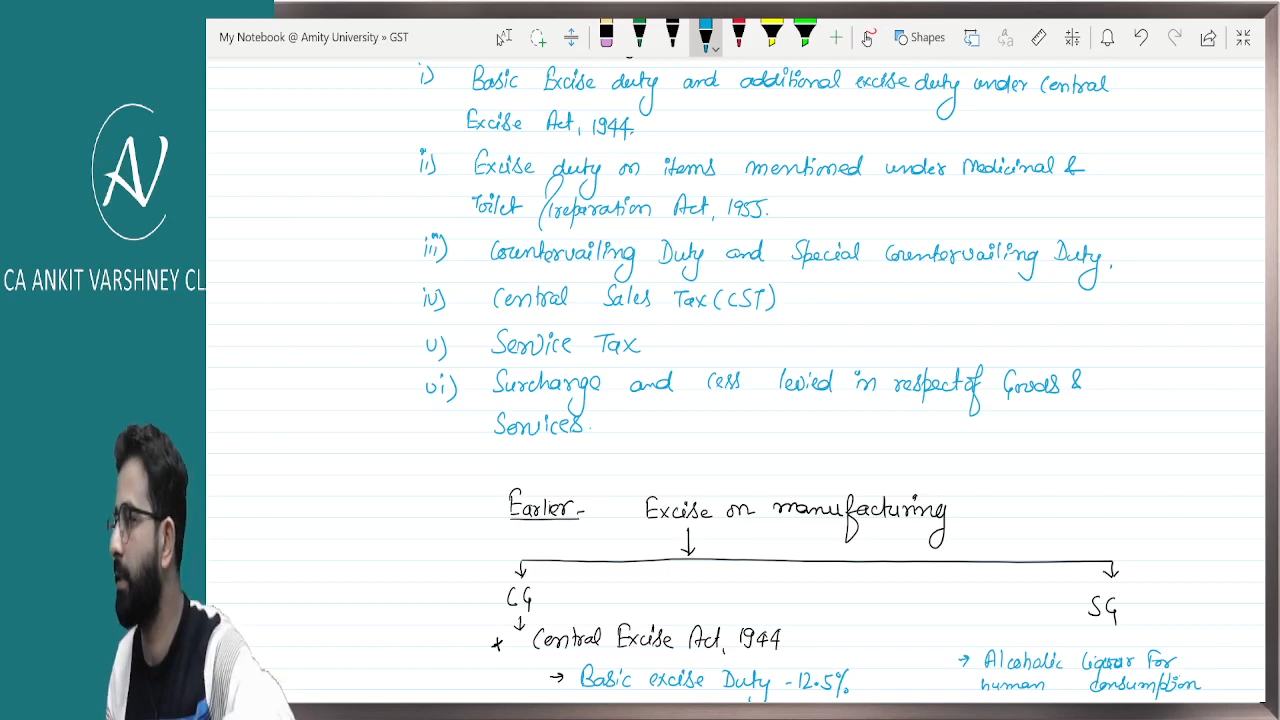 My Notebook @ Amity University » GST
Shapes
i) Basic Excise duty and additional excise duty under Central
Excise Act, 1944.
ii) Excise duty on items mentioned under Medicinal &
Toilet Preparation Act, 1955.
iii) Countervailing Duty and Special Countervailing Duty.
iv) Central Sales Tax (CST)
v) Service Tax
vi) Surcharge and cess levied in respect of Goods &
Services.
AV
CA ANKIT VARSHNEY CL
Earlier - Excise on manufacturing
CG SG
* Central Excise Act, 1944
→ Basic excise Duty - 12.5%
→ Alcoholic liquor for
human consumption